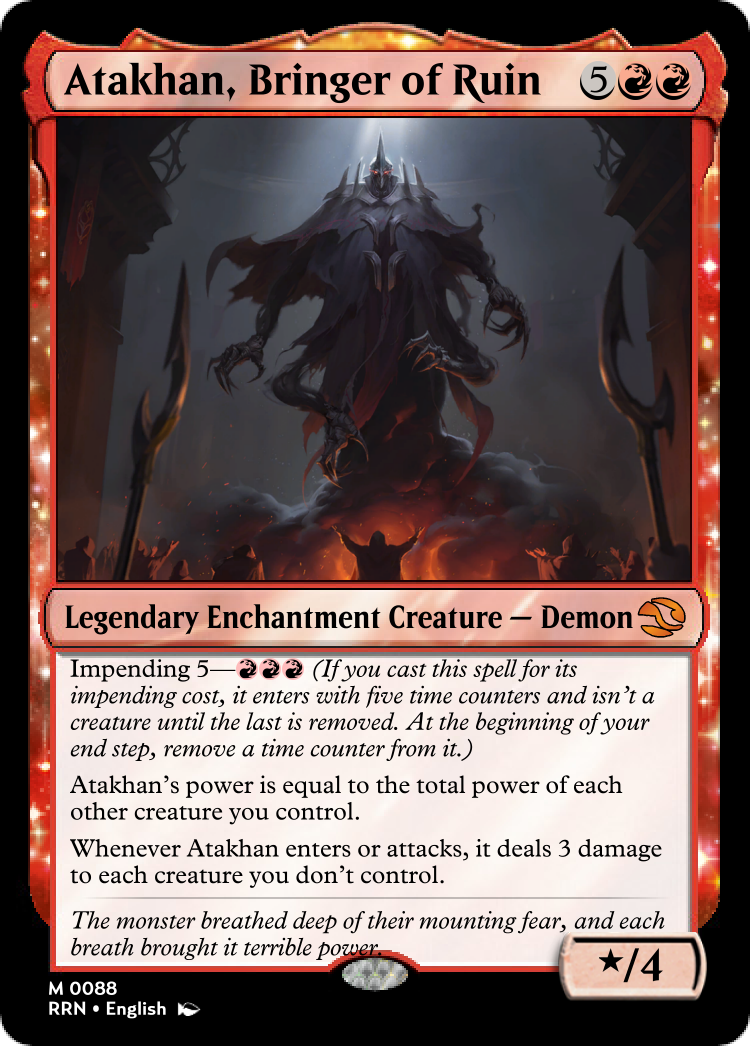 Atakhan, Bringer of Ruin 5
Legendary Enchantment Creature — Demon
Impending 5— (If you cast this spell for its
impending cost, it enters with five time counters and isn't a
creature until the last is removed. At the beginning of your
end step, remove a time counter from it.)
Atakhan's power is equal to the total power of each
other creature you control.
Whenever Atakhan enters or attacks, it deals 3 damage
to each creature you don't control.
The monster breathed deep of their mounting fear, and each
breath brought it terrible power.
★/4
M 0088
RRN • English